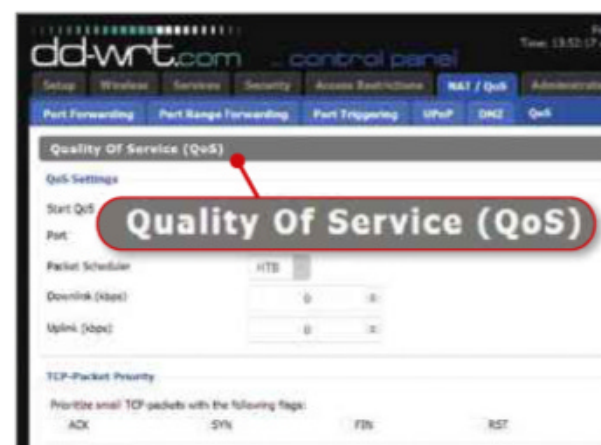 dd-wrt.com ... control panel
Time: 13:52:17
Setup Wireless Services Security Access Restrictions NAT / QoS Administration
Port Forwarding Port Range Forwarding Port Triggering UPnP DMZ QoS
Quality Of Service (QoS)
QoS Settings
Start QoS
Quality Of Service (QoS)
Port
Packet Scheduler HTB
Downlink (kbps) 0
Uplink (kbps) 0
TCP-Packet Priority
Prioritize small TCP-packets with the following flags:
ACK SYN FIN RST